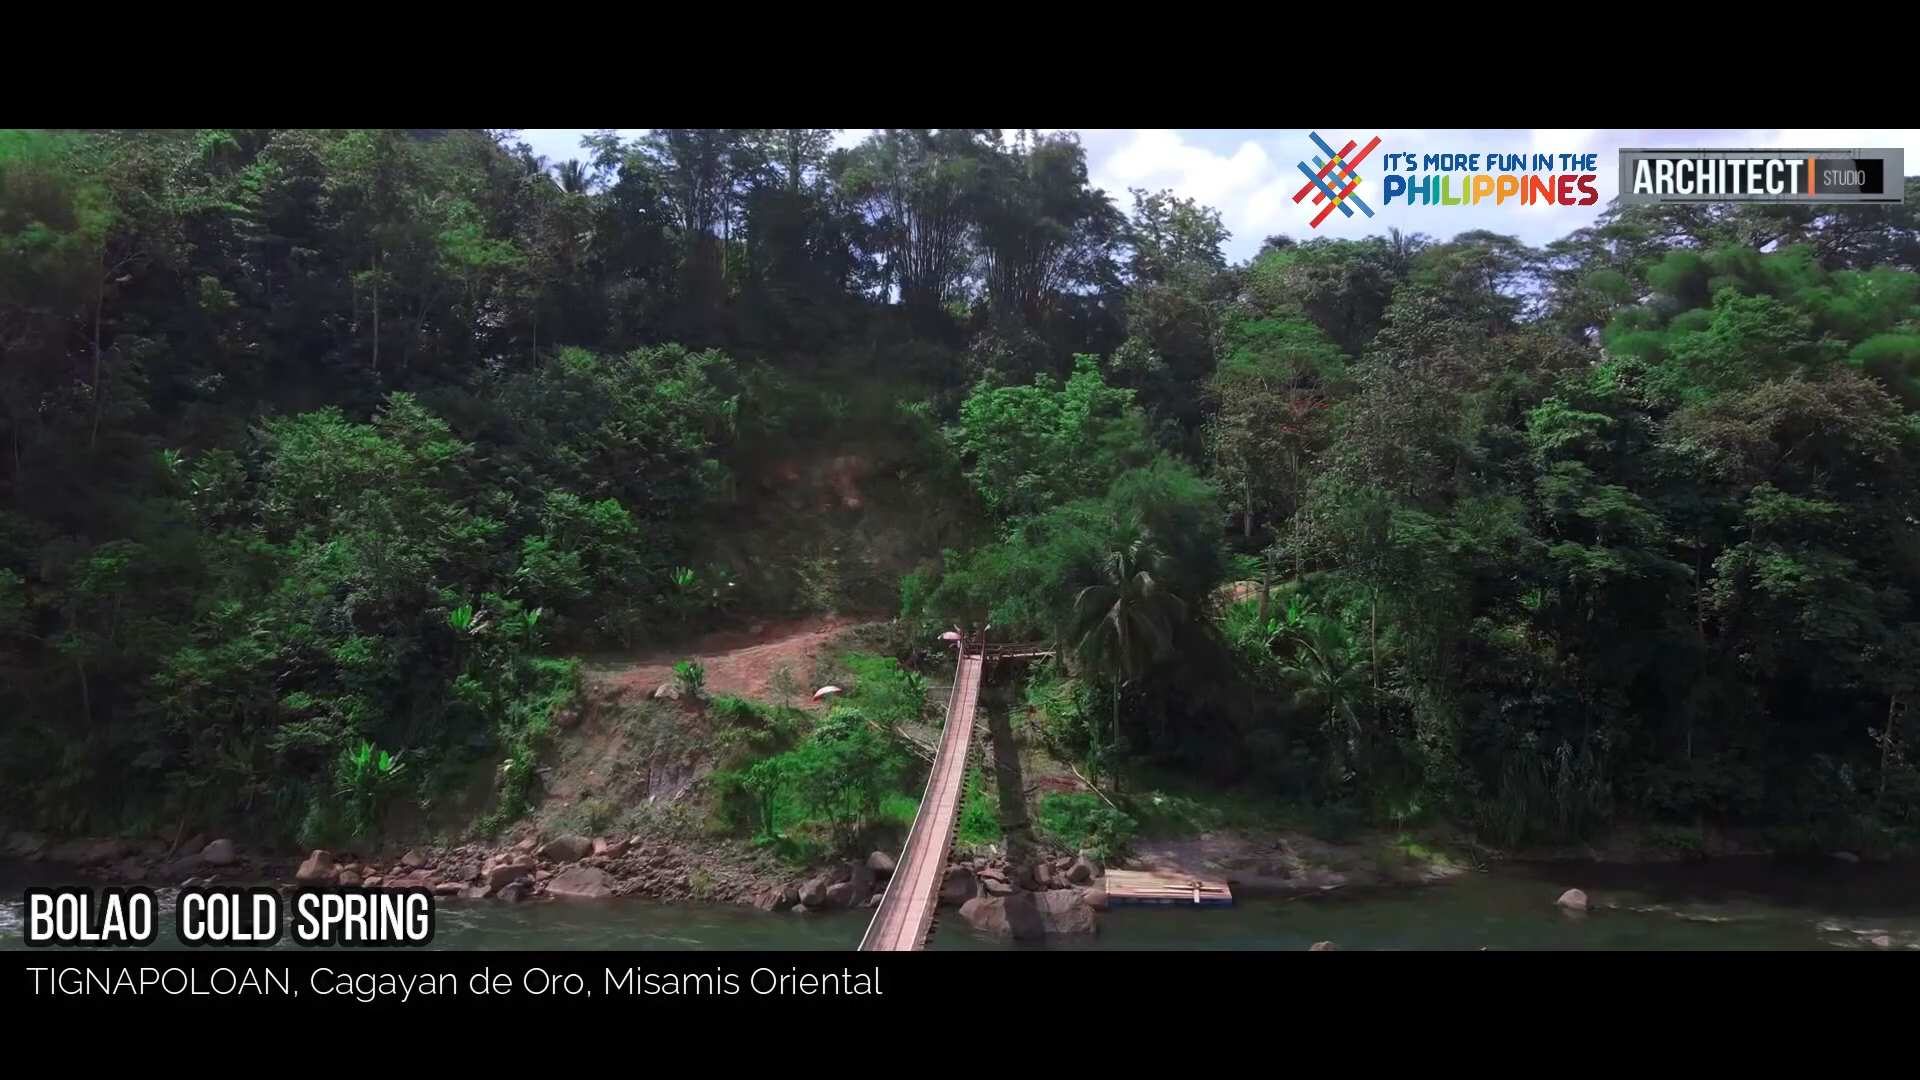 IT'S MORE FUN IN THE
PHILIPPINES
ARCHITECT STUDIO
BOLAO COLD SPRING
TIGNAPOLOAN, Cagayan de Oro, Misamis Oriental